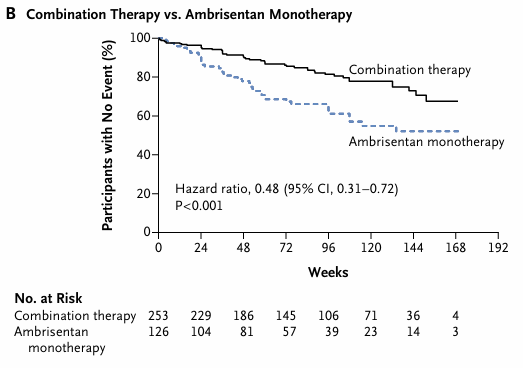 B Combination Therapy vs. Ambrisentan Monotherapy
Participants with No Event (%)
100
80
60
40
20
0
Combination therapy
Ambrisentan monotherapy
Hazard ratio, 0.48 (95% CI, 0.31–0.72)
P<0.001
0 24 48 72 96 120 144 168 192
Weeks
No. at Risk
Combination therapy 253 229 186 145 106 71 36 4
Ambrisentan 126 104 81 57 39 23 14 3
monotherapy